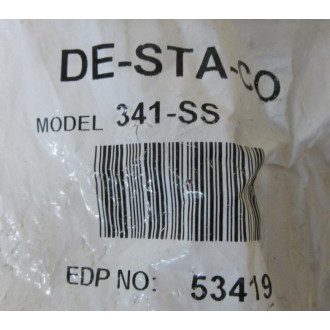 DE-STA-CO
MODEL 341-SS
EDP NO: 53419